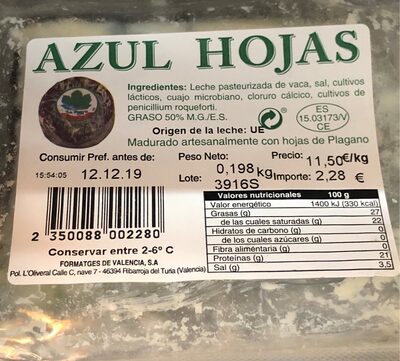 AZUL HOJAS
Ingredientes: Leche pasteurizada de vaca, sal, cultivos
lácticos, cuajo microbiano, cloruro cálcico, cultivos de
penicillium roqueforti.
GRASO 50% M.G./E.S.
ES
15.03173/V
CE
Origen de la leche: UE
Madurado artesanalmente con hojas de Plagano
Consumir Pref. antes de:
15:54:05 12.12.19
Peso Neto: 0,198 kg
Precio: 11,50€/kg
Lote: 3916S
Importe: 2,28 €
2 350088 002280
Conservar entre 2-6º C
FORMATGES DE VALENCIA, S.A
Pol. L'Oliveral Calle C, nave 7 - 46394 Ribarroja del Turia (Valencia)
Valores nutricionales 100 g
Valor energético 1400 kJ (330 kcal)
Grasas (g) 27
de las cuales saturadas (g) 22
Hidratos de carbono (g) 0
de los cuales azúcares (g) 0
Fibra alimentaria (g) 0
Proteínas (g) 21
Sal (g) 3,5